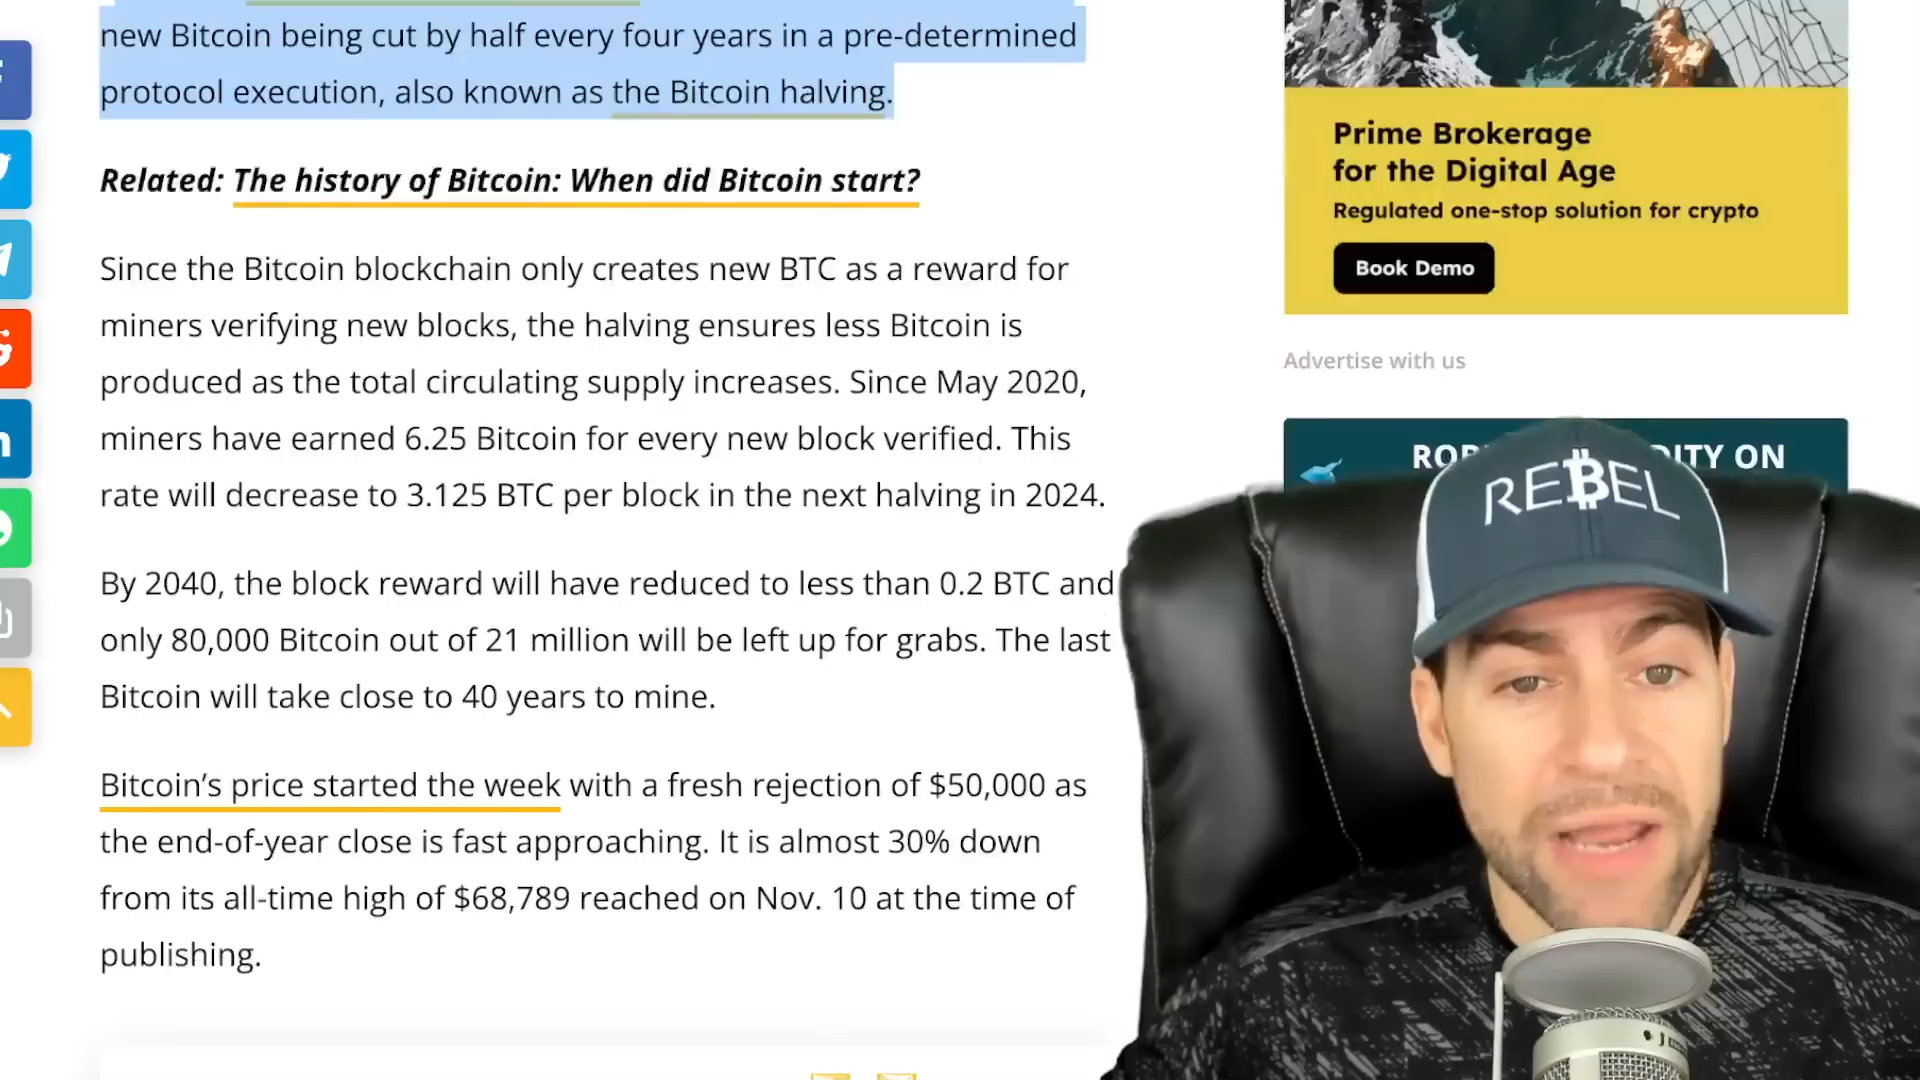 new Bitcoin being cut by half every four years in a pre-determined
protocol execution, also known as the Bitcoin halving.
Related: The history of Bitcoin: When did Bitcoin start?
Since the Bitcoin blockchain only creates new BTC as a reward for
miners verifying new blocks, the halving ensures less Bitcoin is
produced as the total circulating supply increases. Since May 2020,
miners have earned 6.25 Bitcoin for every new block verified. This
rate will decrease to 3.125 BTC per block in the next halving in 2024.
By 2040, the block reward will have reduced to less than 0.2 BTC and
only 80,000 Bitcoin out of 21 million will be left up for grabs. The last
Bitcoin will take close to 40 years to mine.
Bitcoin’s price started the week with a fresh rejection of $50,000 as
the end-of-year close is fast approaching. It is almost 30% down
from its all-time high of $68,789 reached on Nov. 10 at the time of
publishing.
Prime Brokerage
for the Digital Age
Regulated one-stop solution for crypto
Book Demo
Advertise with us
ON
REBEL